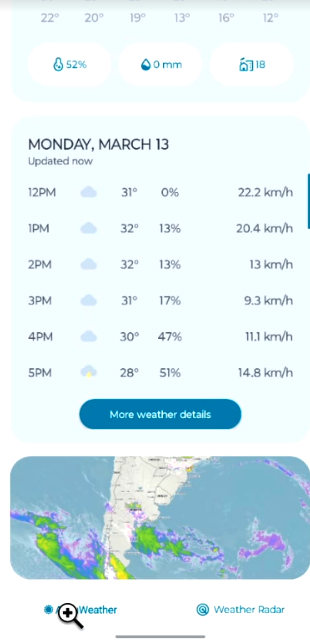 22° 20° 19° 13° 16° 12°
52% 0 mm 18
MONDAY, MARCH 13
Updated now
12PM 31° 0% 22.2 km/h
1PM 32° 13% 20.4 km/h
2PM 32° 13% 13 km/h
3PM 31° 17% 9.3 km/h
4PM 30° 47% 11.1 km/h
5PM 28° 51% 14.8 km/h
More weather details
Weather Weather Radar